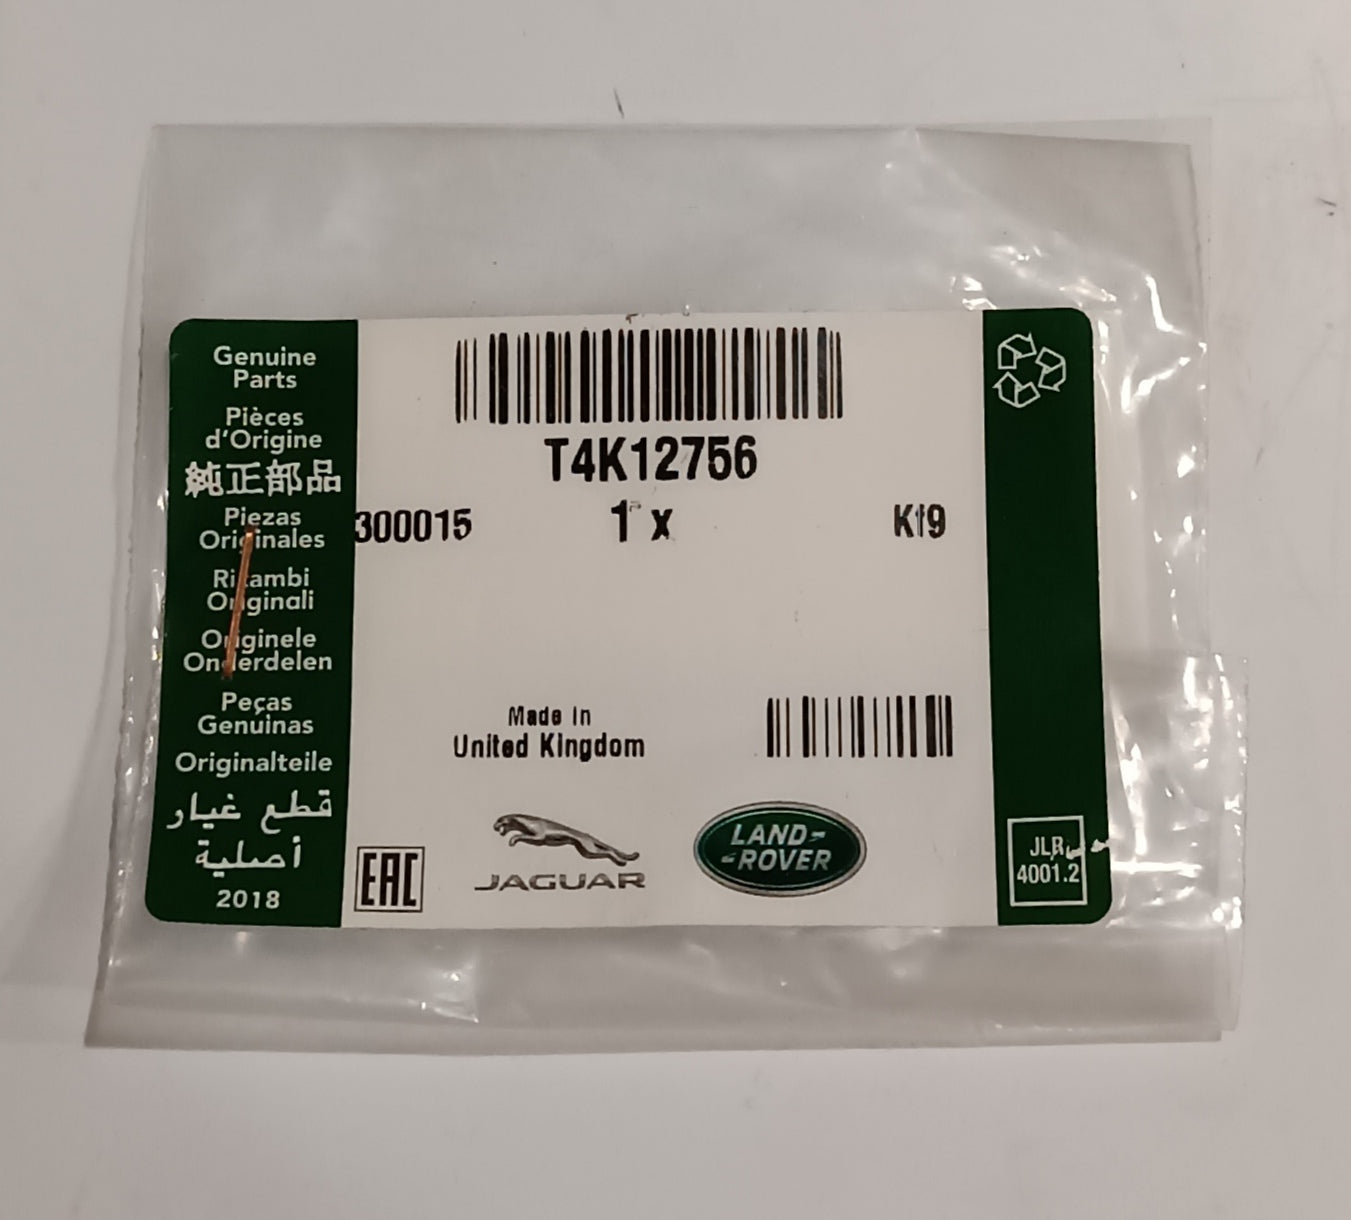 Genuine
Parts
Pièces
d'Origine
純正部品
Piezas
Originales
Ricambi
Originali
Originele
Onderdelen
Peças
Genuinas
Originalteile
قطع غيار
أصلية
2018
T4K12756
300015 1 x Kf9
Made In
United Kingdom
EAC
JAGUAR
LAND-
-ROVER
JLR
4001.2